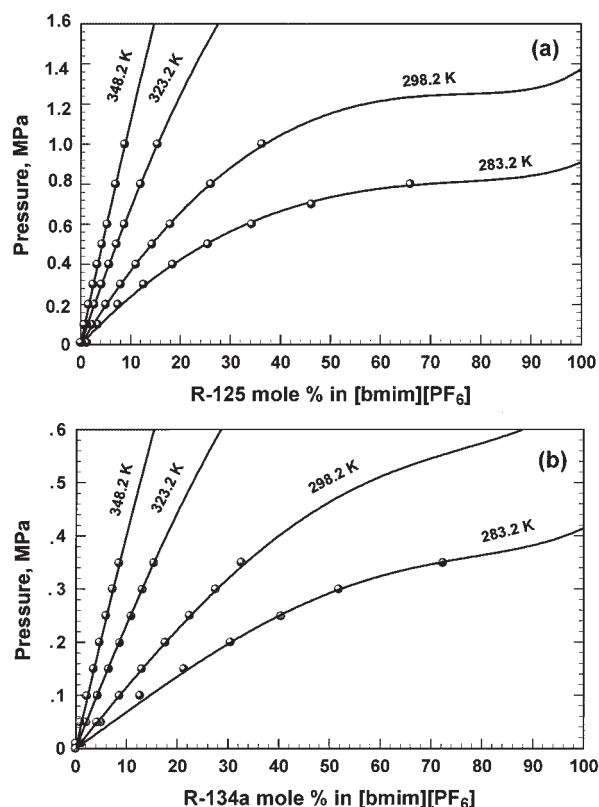 1.6
1.4
1.2
1.0
0.8
0.6
0.4
0.2
0
Pressure, MPa
348.2 K
323.2 K
298.2 K
283.2 K
(a)
0 10 20 30 40 50 60 70 80 90 100
R-125 mole % in [bmim][PF6]
.6
.5
.4
.3
.2
.1
0
Pressure, MPa
348.2 K
323.2 K
298.2 K
283.2 K
(b)
0 10 20 30 40 50 60 70 80 90 100
R-134a mole % in [bmim][PF6]